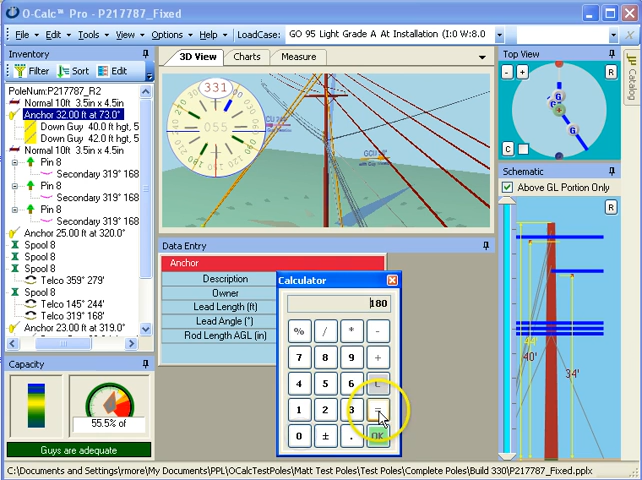 O-Calc™ Pro - P217787_Fixed
File Edit Tools View Options Calculator Help LoadCase: GO 95 Light Grade A At Installation (I:0 W:8.0
Inventory
Filter Sort Edit
PoleNum:P217787_R2
Normal 10ft 3.5in x 4.5in
Anchor 32.00 ft at 73.0°
Down Guy 40.0 ft hgt, 5
Down Guy 42.0 ft hgt, 5
Normal 10ft 3.5in x 4.5in
Pin 8
Secondary 319° 168
Pin 8
Secondary 319° 168
Pin 8
Secondary 319° 168
Anchor 25.00 ft at 320.0°
Spool 8
Spool 8
Spool 8
Telco 359° 279'
Spool 8
Telco 145° 244'
Telco 319° 168'
Anchor 23.00 ft at 319.0°
Capacity
55.5% of
Guys are adequate
3D View Charts Measure
331
055
Data Entry
Anchor
Description
Owner
Lead Length (ft)
Lead Angle (°)
Rod Length AGL (in)
Calculator
180
% / * -
7 8 9 +
4 5 6 C
1 2 3 =
0 ± . OK
Top View
- + R
G
G
G
C
Catalog
Schematic
Above GL Portion Only R
44'
40'
34'
C:\Documents and Settings\rmore\My Documents\PPL\OCalcTestPoles\Matt Test Poles\Test Poles\Complete Poles\Build 330\P217787_Fixed.pplx